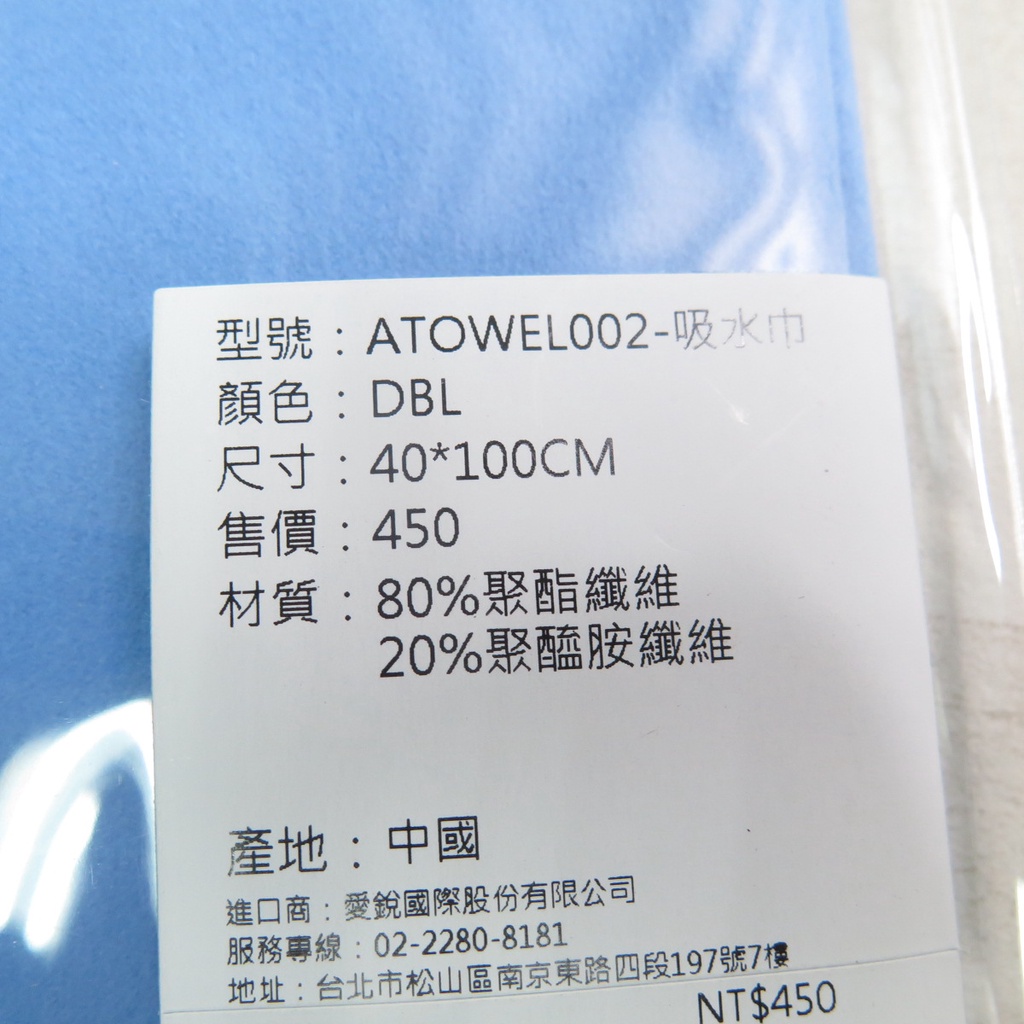 型號：ATOWEL002-吸水巾
顏色：DBL
尺寸：40*100CM
售價：450
材質：80%聚酯纖維
20%聚醯胺纖維
產地：中國
進口商：愛銳國際股份有限公司
服務專線：02-2280-8181
地址：台北市松山區南京東路四段197號7樓
NT$450